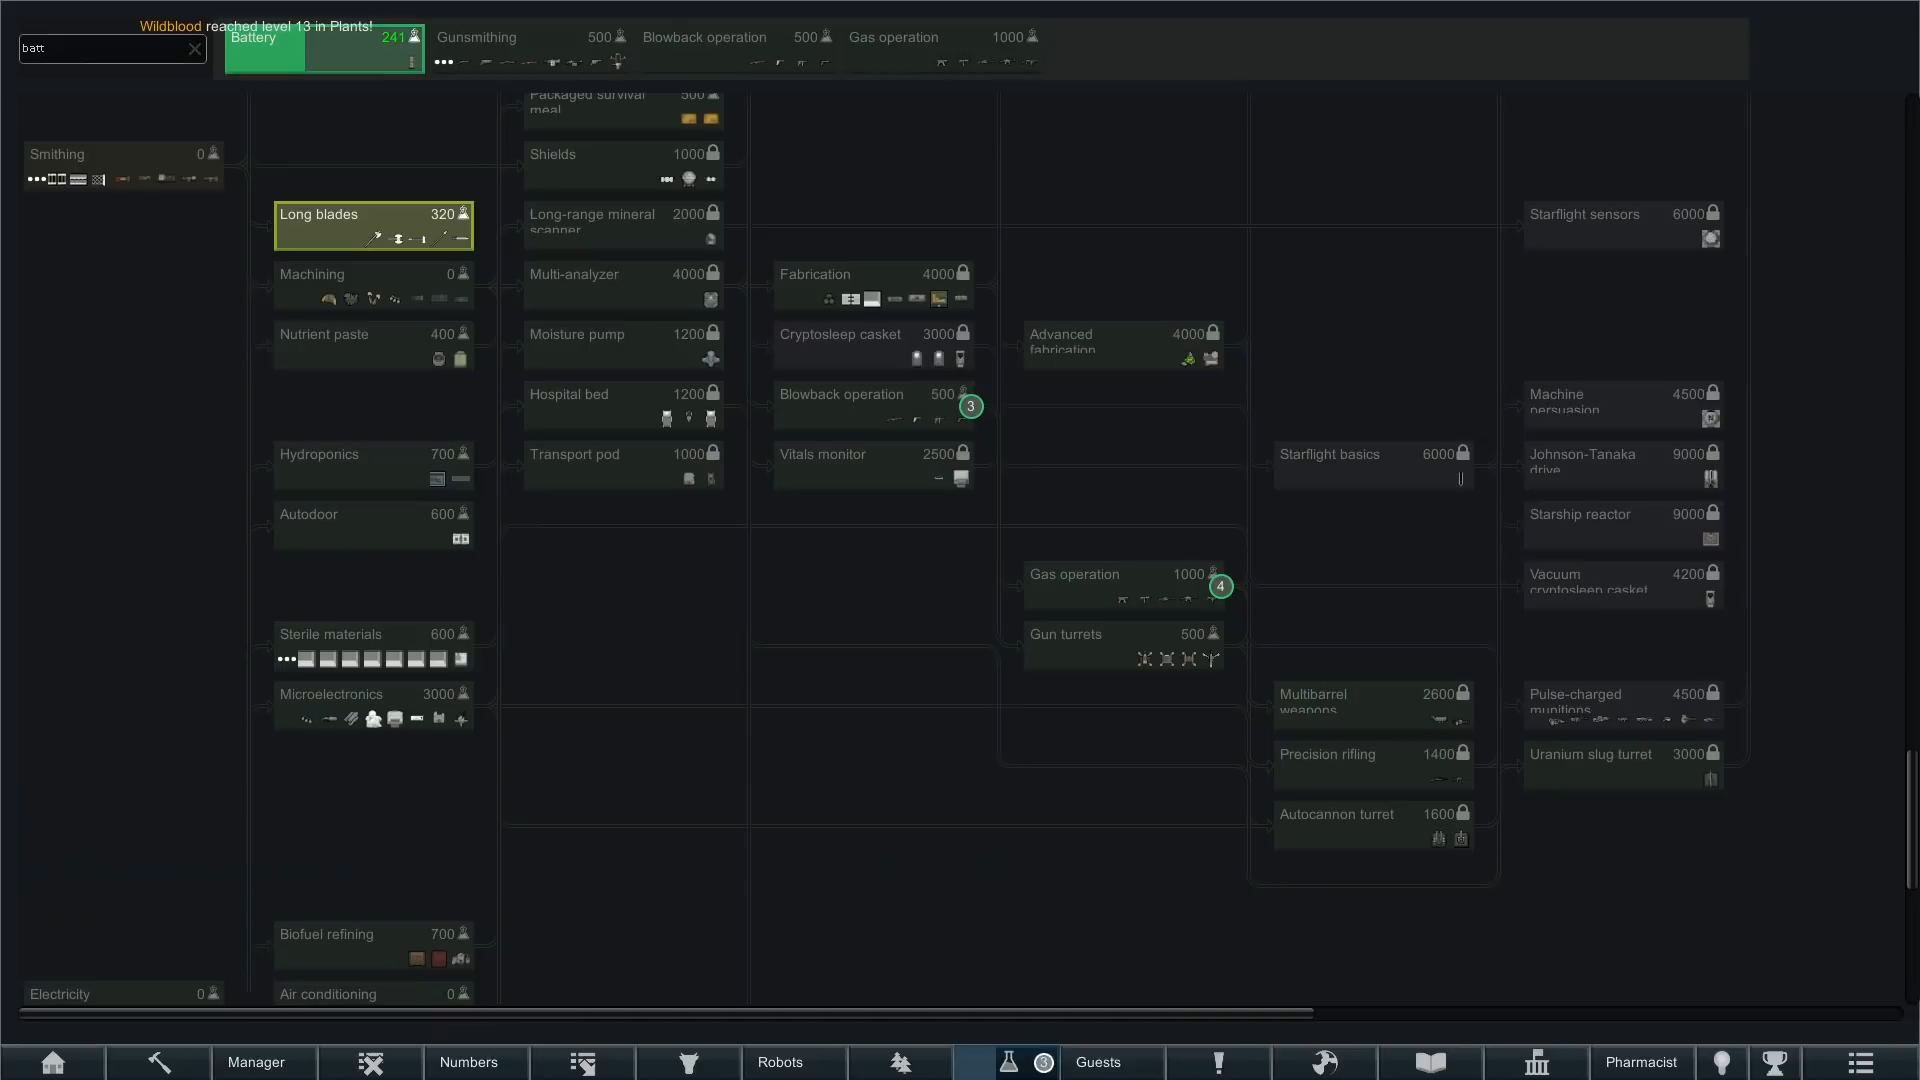 Wildblood reached level 13 in Plants!
batt
Battery 241
Gunsmithing 500
Blowback operation 500
Gas operation 1000
Packaged survival meal 500
Smithing 0
Shields 1000
Long blades 320
Long-range mineral scanner 2000
Starflight sensors 6000
Machining 0
Multi-analyzer 4000
Fabrication 4000
Nutrient paste 400
Moisture pump 1200
Cryptosleep casket 3000
Advanced fabrication 4000
Hospital bed 1200
Blowback operation 500
3
Machine persuasion 4500
Hydroponics 700
Transport pod 1000
Vitals monitor 2500
Starflight basics 6000
Johnson-Tanaka drive 9000
Autodoor 600
Starship reactor 9000
Gas operation 1000
4
Vacuum cryptosleep casket 4200
Sterile materials 600
Gun turrets 500
Microelectronics 3000
Multibarrel weapons 2600
Pulse-charged munitions 4500
Precision rifling 1400
Uranium slug turret 3000
Autocannon turret 1600
Biofuel refining 700
Electricity 0
Air conditioning 0
Manager
Numbers
Robots
3
Guests
Pharmacist